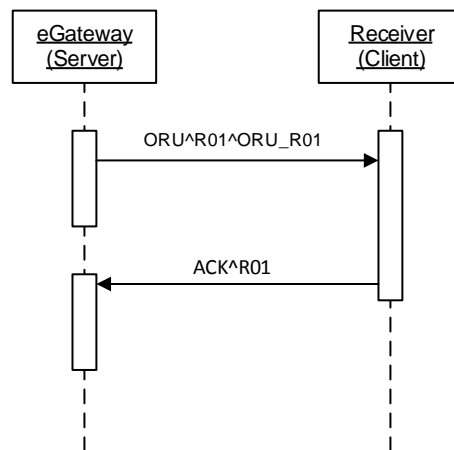 eGateway
(Server)
Receiver
(Client)
ORU^R01^ORU_R01
ACK^R01